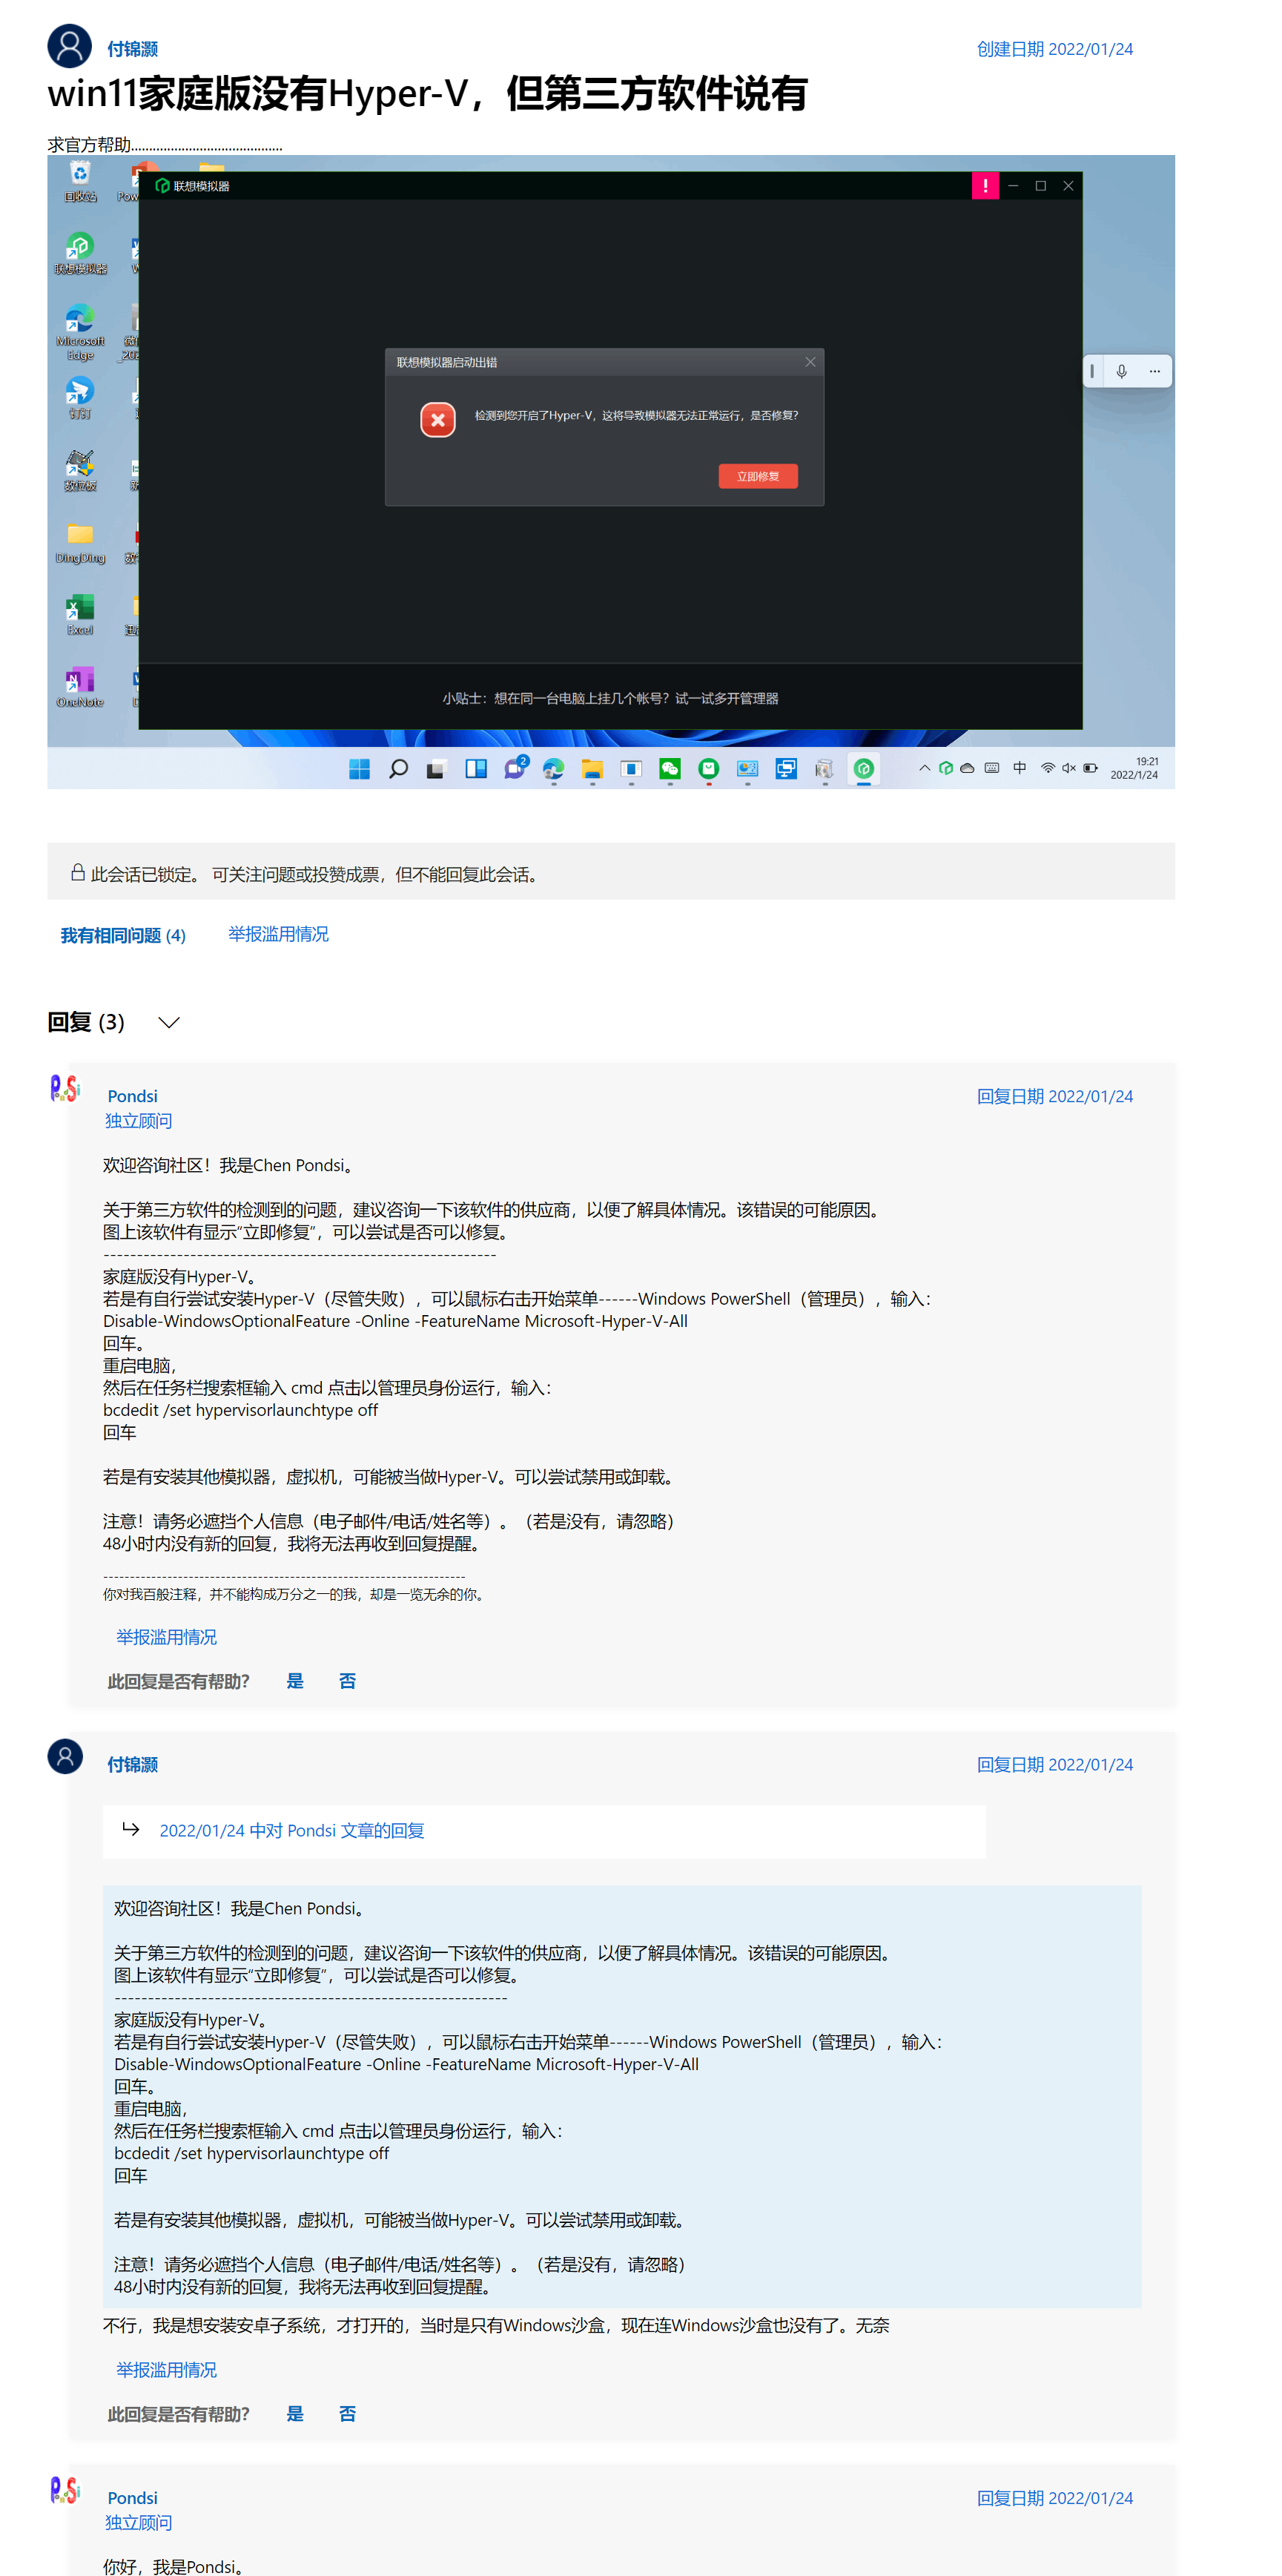 付锦灏
创建日期 2022/01/24
win11家庭版没有Hyper-V，但第三方软件说有
求官方帮助..........................................
回收站
联想模拟器
联想模拟器
Microsoft
Edge
钉钉
数位板
DingDing
Excel
OneNote
联想模拟器启动出错
检测到您开启了Hyper-V，这将导致模拟器无法正常运行，是否修复？
立即修复
小贴士：想在同一台电脑上挂几个帐号？试一试多开管理器
2
中
19:21
2022/1/24
此会话已锁定。 可关注问题或投赞成票，但不能回复此会话。
我有相同问题 (4)
举报滥用情况
回复 (3)
Pondsi
回复日期 2022/01/24
独立顾问
欢迎咨询社区！我是Chen Pondsi。
关于第三方软件的检测到的问题，建议咨询一下该软件的供应商，以便了解具体情况。该错误的可能原因。
图上该软件有显示“立即修复”，可以尝试是否可以修复。
-----------------------------------------------------------
家庭版没有Hyper-V。
若是有自行尝试安装Hyper-V（尽管失败），可以鼠标右击开始菜单------Windows PowerShell（管理员），输入：
Disable-WindowsOptionalFeature -Online -FeatureName Microsoft-Hyper-V-All
回车。
重启电脑，
然后在任务栏搜索框输入 cmd 点击以管理员身份运行，输入：
bcdedit /set hypervisorlaunchtype off
回车
若是有安装其他模拟器，虚拟机，可能被当做Hyper-V。可以尝试禁用或卸载。
注意！请务必遮挡个人信息（电子邮件/电话/姓名等）。（若是没有，请忽略）
48小时内没有新的回复，我将无法再收到回复提醒。
--------------------------------------------------------------------
你对我百般注释，并不能构成万分之一的我，却是一览无余的你。
举报滥用情况
此回复是否有帮助？
是
否
付锦灏
回复日期 2022/01/24
2022/01/24 中对 Pondsi 文章的回复
欢迎咨询社区！我是Chen Pondsi。
关于第三方软件的检测到的问题，建议咨询一下该软件的供应商，以便了解具体情况。该错误的可能原因。
图上该软件有显示“立即修复”，可以尝试是否可以修复。
-----------------------------------------------------------
家庭版没有Hyper-V。
若是有自行尝试安装Hyper-V（尽管失败），可以鼠标右击开始菜单------Windows PowerShell（管理员），输入：
Disable-WindowsOptionalFeature -Online -FeatureName Microsoft-Hyper-V-All
回车。
重启电脑，
然后在任务栏搜索框输入 cmd 点击以管理员身份运行，输入：
bcdedit /set hypervisorlaunchtype off
回车
若是有安装其他模拟器，虚拟机，可能被当做Hyper-V。可以尝试禁用或卸载。
注意！请务必遮挡个人信息（电子邮件/电话/姓名等）。（若是没有，请忽略）
48小时内没有新的回复，我将无法再收到回复提醒。
不行，我是想安装安卓子系统，才打开的，当时是只有Windows沙盒，现在连Windows沙盒也没有了。无奈
举报滥用情况
此回复是否有帮助？
是
否
Pondsi
回复日期 2022/01/24
独立顾问
你好，我是Pondsi。